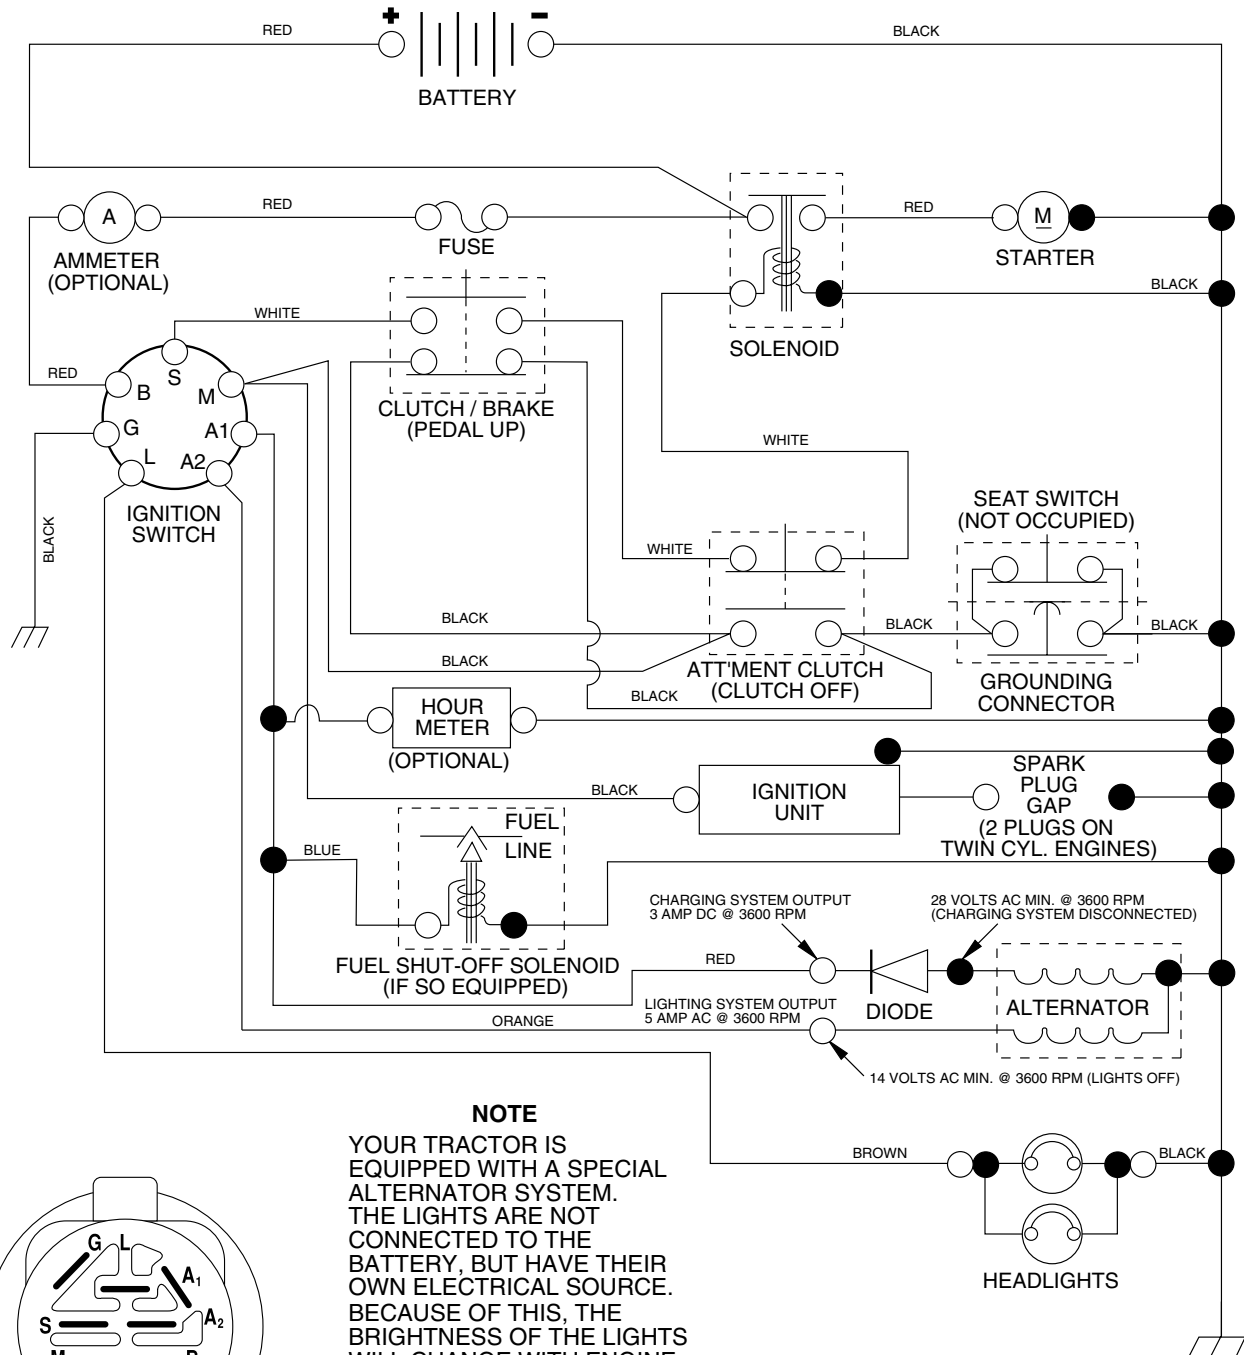 + −
RED
BLACK
BATTERY
RED
A
FUSE
RED
M
STARTER
AMMETER
(OPTIONAL)
WHITE
BLACK
SOLENOID
RED
S
B
M
G
A1
L
A2
CLUTCH / BRAKE
(PEDAL UP)
WHITE
IGNITION
SWITCH
BLACK
SEAT SWITCH
(NOT OCCUPIED)
WHITE
BLACK
BLACK
BLACK
BLACK
ATT'MENT CLUTCH
(CLUTCH OFF)
BLACK
GROUNDING
CONNECTOR
HOUR
METER
(OPTIONAL)
BLACK
IGNITION
UNIT
SPARK
PLUG
GAP
(2 PLUGS ON
TWIN CYL. ENGINES)
FUEL
LINE
BLUE
FUEL SHUT-OFF SOLENOID
(IF SO EQUIPPED)
CHARGING SYSTEM OUTPUT
3 AMP DC @ 3600 RPM
28 VOLTS AC MIN. @ 3600 RPM
(CHARGING SYSTEM DISCONNECTED)
RED
DIODE
ALTERNATOR
LIGHTING SYSTEM OUTPUT
5 AMP AC @ 3600 RPM
ORANGE
14 VOLTS AC MIN. @ 3600 RPM (LIGHTS OFF)
BROWN
BLACK
HEADLIGHTS
NOTE
YOUR TRACTOR IS
EQUIPPED WITH A SPECIAL
ALTERNATOR SYSTEM.
THE LIGHTS ARE NOT
CONNECTED TO THE
BATTERY, BUT HAVE THEIR
OWN ELECTRICAL SOURCE.
BECAUSE OF THIS, THE
BRIGHTNESS OF THE LIGHTS
WILL CHANGE WITH ENGINE
G L
A1
A2
S
M
B